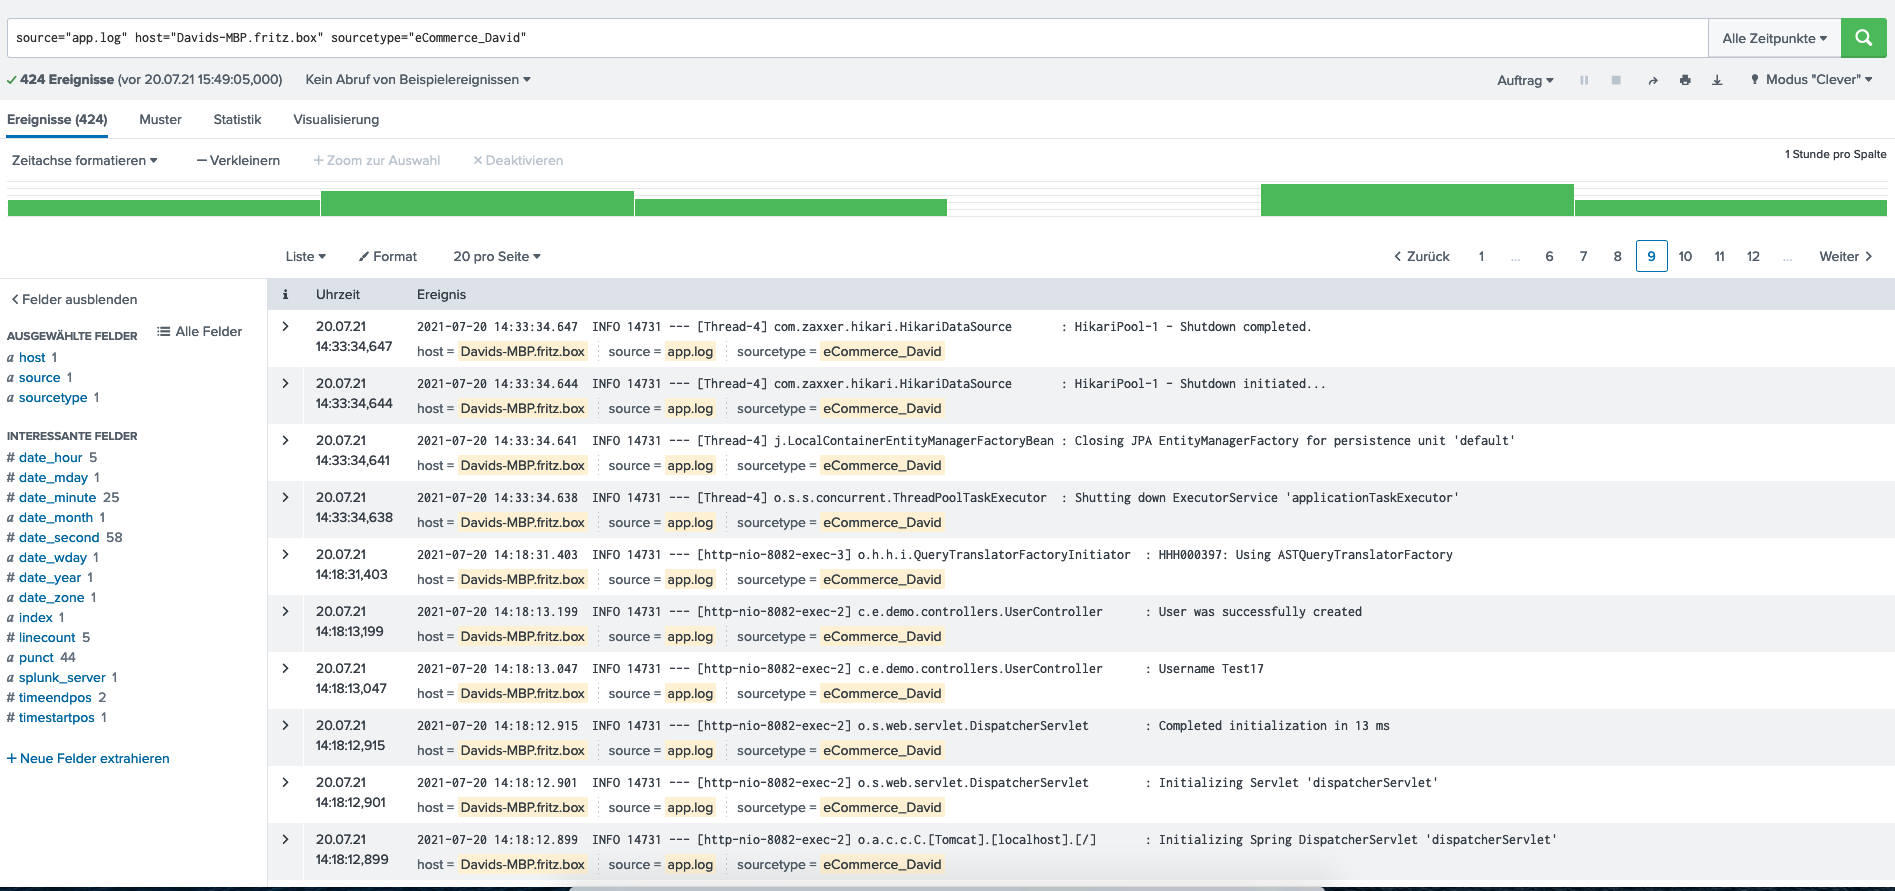 source="app.log" host="Davids-MBP.fritz.box" sourcetype="eCommerce_David"
Alle Zeitpunkte
424 Ereignisse (vor 20.07.21 15:49:05,000)
Kein Abruf von Beispielereignissen
Auftrag
Modus "Clever"
Ereignisse (424)
Muster
Statistik
Visualisierung
Zeitachse formatieren
Verkleinern
Zoom zur Auswahl
Deaktivieren
1 Stunde pro Spalte
Liste
Format
20 pro Seite
Zurück 1 ... 6 7 8 9 10 11 12 ... Weiter
Felder ausblenden
Alle Felder
AUSGEWÄHLTE FELDER
a host 1
a source 1
a sourcetype 1
INTERESSANTE FELDER
# date_hour 5
# date_mday 1
# date_minute 25
a date_month 1
# date_second 58
a date_wday 1
# date_year 1
a date_zone 1
a index 1
# linecount 5
a punct 44
a splunk_server 1
# timeendpos 2
# timestartpos 1
+ Neue Felder extrahieren
i Uhrzeit Ereignis
20.07.21
14:33:34,647
2021-07-20 14:33:34.647 INFO 14731 --- [Thread-4] com.zaxxer.hikari.HikariDataSource : HikariPool-1 - Shutdown completed.
host = Davids-MBP.fritz.box source = app.log sourcetype = eCommerce_David
20.07.21
14:33:34,644
2021-07-20 14:33:34.644 INFO 14731 --- [Thread-4] com.zaxxer.hikari.HikariDataSource : HikariPool-1 - Shutdown initiated...
host = Davids-MBP.fritz.box source = app.log sourcetype = eCommerce_David
20.07.21
14:33:34,641
2021-07-20 14:33:34.641 INFO 14731 --- [Thread-4] j.LocalContainerEntityManagerFactoryBean : Closing JPA EntityManagerFactory for persistence unit 'default'
host = Davids-MBP.fritz.box source = app.log sourcetype = eCommerce_David
20.07.21
14:33:34,638
2021-07-20 14:33:34.638 INFO 14731 --- [Thread-4] o.s.s.concurrent.ThreadPoolTaskExecutor : Shutting down ExecutorService 'applicationTaskExecutor'
host = Davids-MBP.fritz.box source = app.log sourcetype = eCommerce_David
20.07.21
14:18:31,403
2021-07-20 14:18:31.403 INFO 14731 --- [http-nio-8082-exec-3] o.h.h.i.QueryTranslatorFactoryInitiator : HHH000397: Using ASTQueryTranslatorFactory
host = Davids-MBP.fritz.box source = app.log sourcetype = eCommerce_David
20.07.21
14:18:13,199
2021-07-20 14:18:13.199 INFO 14731 --- [http-nio-8082-exec-2] c.e.demo.controllers.UserController : User was successfully created
host = Davids-MBP.fritz.box source = app.log sourcetype = eCommerce_David
20.07.21
14:18:13,047
2021-07-20 14:18:13.047 INFO 14731 --- [http-nio-8082-exec-2] c.e.demo.controllers.UserController : Username Test17
host = Davids-MBP.fritz.box source = app.log sourcetype = eCommerce_David
20.07.21
14:18:12,915
2021-07-20 14:18:12.915 INFO 14731 --- [http-nio-8082-exec-2] o.s.web.servlet.DispatcherServlet : Completed initialization in 13 ms
host = Davids-MBP.fritz.box source = app.log sourcetype = eCommerce_David
20.07.21
14:18:12,901
2021-07-20 14:18:12.901 INFO 14731 --- [http-nio-8082-exec-2] o.s.web.servlet.DispatcherServlet : Initializing Servlet 'dispatcherServlet'
host = Davids-MBP.fritz.box source = app.log sourcetype = eCommerce_David
20.07.21
14:18:12,899
2021-07-20 14:18:12.899 INFO 14731 --- [http-nio-8082-exec-2] o.a.c.c.C.[Tomcat].[localhost].[/] : Initializing Spring DispatcherServlet 'dispatcherServlet'
host = Davids-MBP.fritz.box source = app.log sourcetype = eCommerce_David